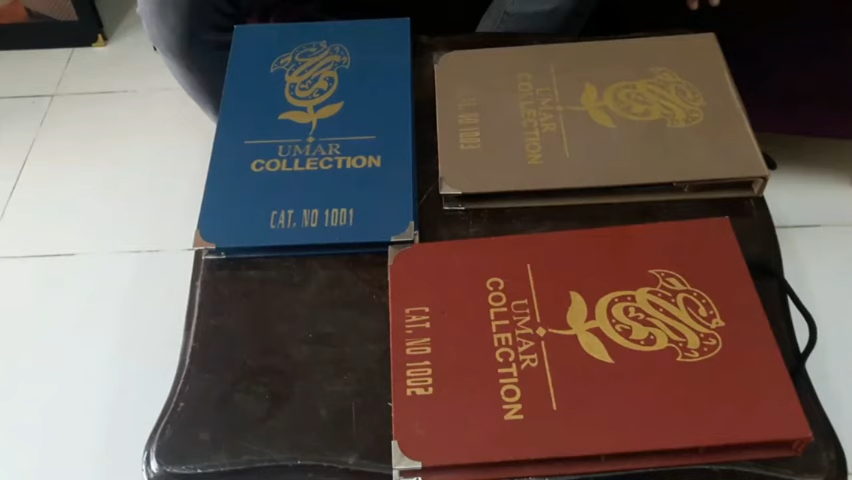 UMAR
COLLECTION
CAT. NO 1001
UMAR
COLLECTION
CAT. NO 1003
UMAR
COLLECTION
CAT. NO 1002